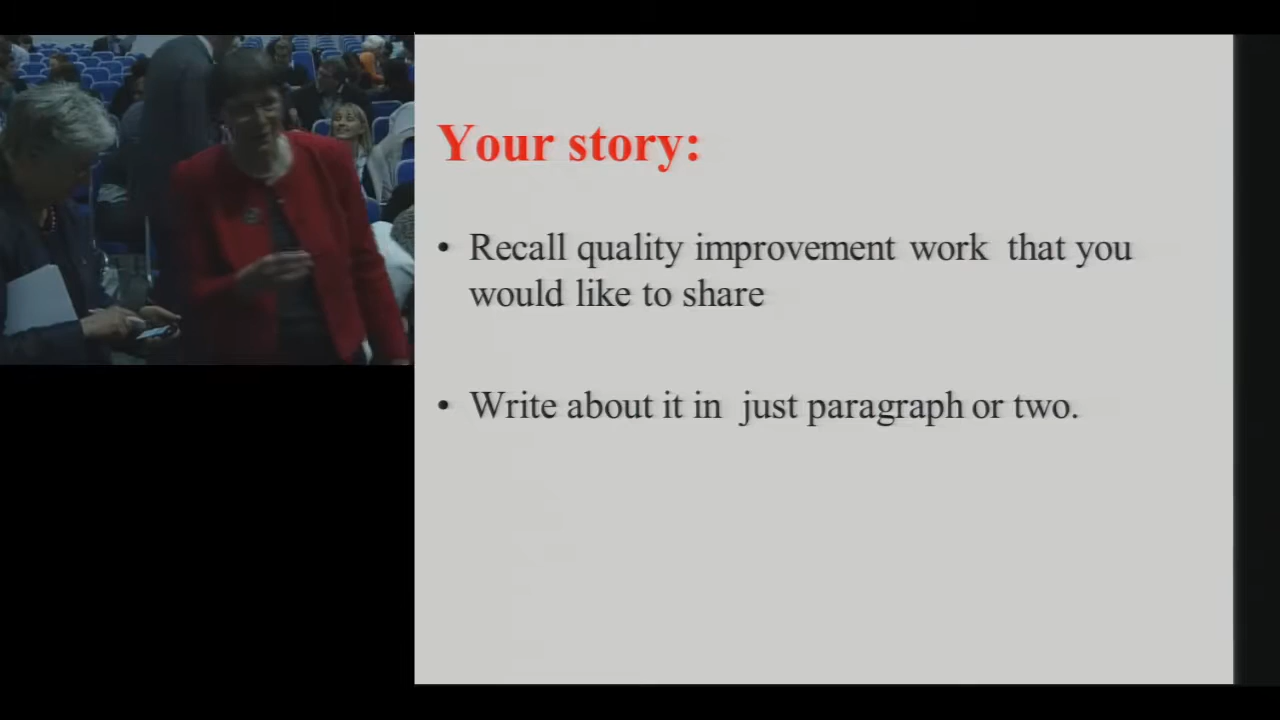 Your story:
• Recall quality improvement work that you
would like to share
• Write about it in just paragraph or two.